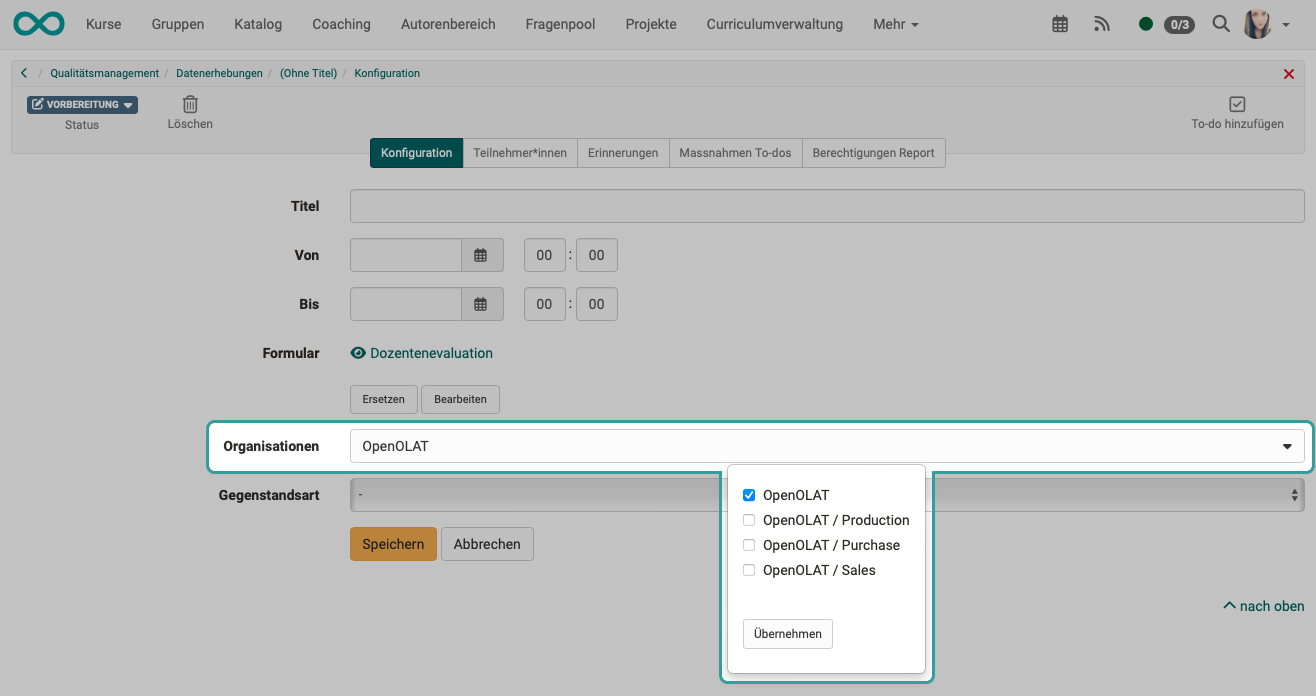 Kurse Gruppen Katalog Coaching Autorenbereich Fragenpool Projekte Curriculumverwaltung Mehr 0/3
/ Qualitätsmanagement / Datenerhebungen / (Ohne Titel) / Konfiguration
VORBEREITUNG
Status
Löschen
To-do hinzufügen
Konfiguration Teilnehmer*innen Erinnerungen Massnahmen To-dos Berechtigungen Report
Titel
Von 00 : 00
Bis 00 : 00
Formular Dozentenevaluation
Ersetzen Bearbeiten
Organisationen OpenOLAT
Gegenstandsart -
OpenOLAT
OpenOLAT / Production
OpenOLAT / Purchase
OpenOLAT / Sales
Übernehmen
Speichern Abbrechen
nach oben